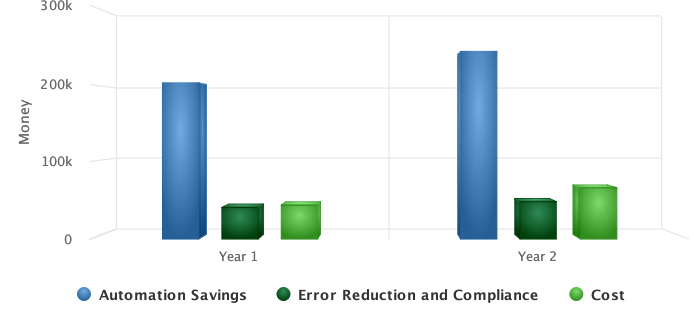 300k
200k
Money
100k
0
Year 1 Year 2
Automation Savings Error Reduction and Compliance Cost